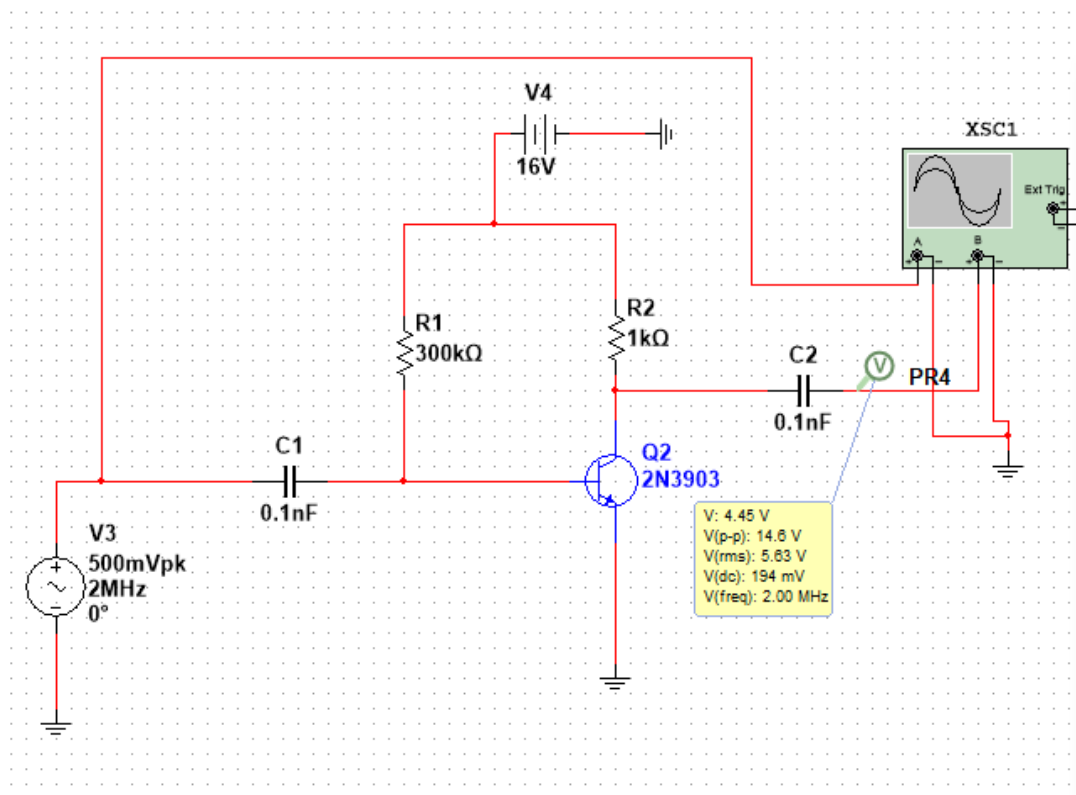 V4
16V
XSC1
Ext Trig
+
−
A
B
+
−
+
−
R1
300kΩ
R2
1kΩ
C2
0.1nF
V
PR4
C1
0.1nF
Q2
2N3903
V3
500mVpk
2MHz
0°
+
−
V: 4.45 V
V(p-p): 14.6 V
V(rms): 5.63 V
V(dc): 194 mV
V(freq): 2.00 MHz